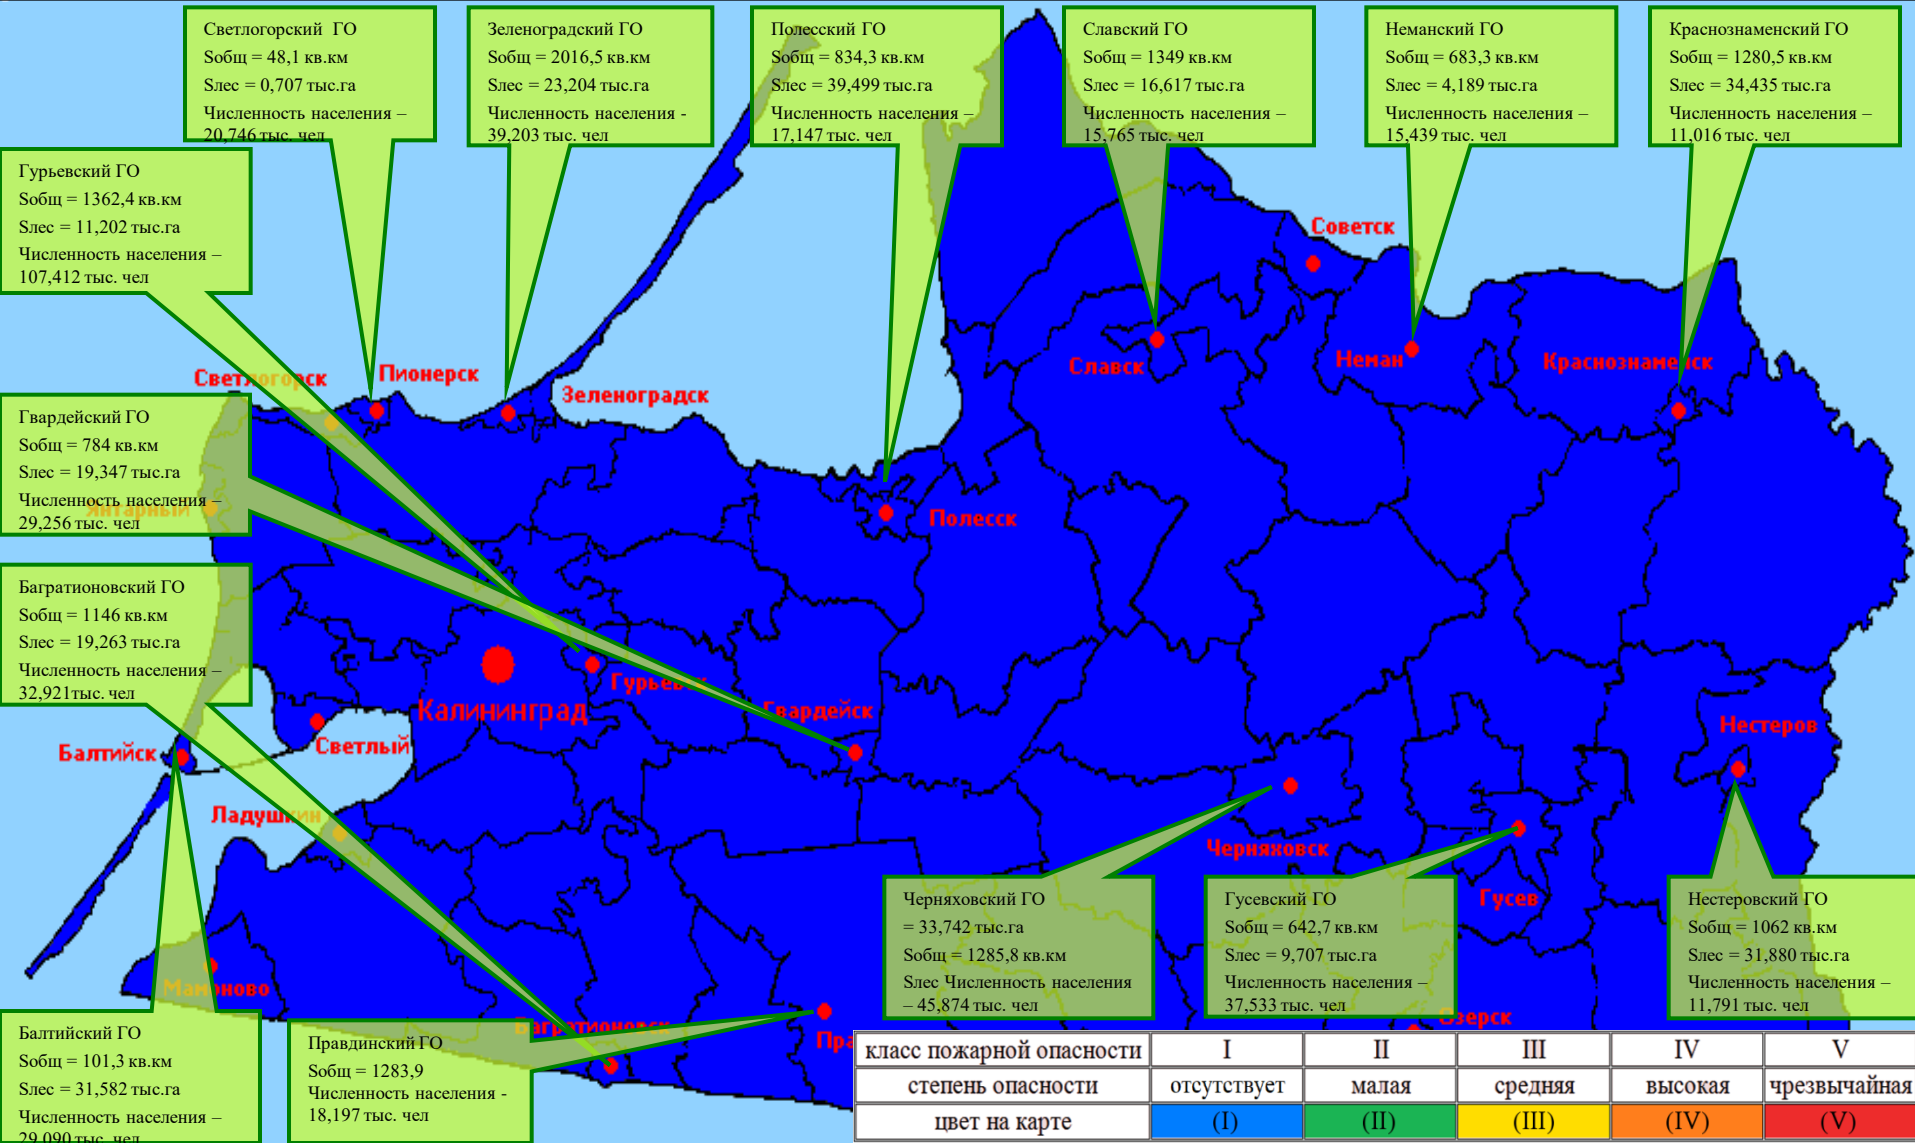 Светлогорский ГО
Sобщ = 48,1 кв.км
Sлес = 0,707 тыс.га
Численность населения –
20,746 тыс. чел
Зеленоградский ГО
Sобщ = 2016,5 кв.км
Sлес = 23,204 тыс.га
Численность населения -
39,203 тыс. чел
Полесский ГО
Sобщ = 834,3 кв.км
Sлес = 39,499 тыс.га
Численность населения –
17,147 тыс. чел
Славский ГО
Sобщ = 1349 кв.км
Sлес = 16,617 тыс.га
Численность населения –
15,765 тыс. чел
Неманский ГО
Sобщ = 683,3 кв.км
Sлес = 4,189 тыс.га
Численность населения –
15,439 тыс. чел
Краснознаменский ГО
Sобщ = 1280,5 кв.км
Sлес = 34,435 тыс.га
Численность населения –
11,016 тыс. чел
Гурьевский ГО
Sобщ = 1362,4 кв.км
Sлес = 11,202 тыс.га
Численность населения –
107,412 тыс. чел
Советск
Светлогорск
Пионерск
Зеленоградск
Славск
Неман
Краснознаменск
Гвардейский ГО
Sобщ = 784 кв.км
Sлес = 19,347 тыс.га
Численность населения –
29,256 тыс. чел
Янтарный
Полесск
Багратионовский ГО
Sобщ = 1146 кв.км
Sлес = 19,263 тыс.га
Численность населения –
32,921тыс. чел
Гурьевск
Калининград
Гвардейск
Нестеров
Балтийск
Светлый
Ладушкин
Черняховск
Гусев
Мамоново
Багратионовск
Озерск
Черняховский ГО
= 33,742 тыс.га
Sобщ = 1285,8 кв.км
Sлес Численность населения
– 45,874 тыс. чел
Гусевский ГО
Sобщ = 642,7 кв.км
Sлес = 9,707 тыс.га
Численность населения –
37,533 тыс. чел
Нестеровский ГО
Sобщ = 1062 кв.км
Sлес = 31,880 тыс.га
Численность населения –
11,791 тыс. чел
Балтийский ГО
Sобщ = 101,3 кв.км
Sлес = 31,582 тыс.га
Численность населения –
29,090 тыс. чел
Правдинский ГО
Sобщ = 1283,9
Численность населения -
18,197 тыс. чел
Пра
класс пожарной опасности I II III IV V
степень опасности отсутствует малая средняя высокая чрезвычайная
цвет на карте (I) (II) (III) (IV) (V)